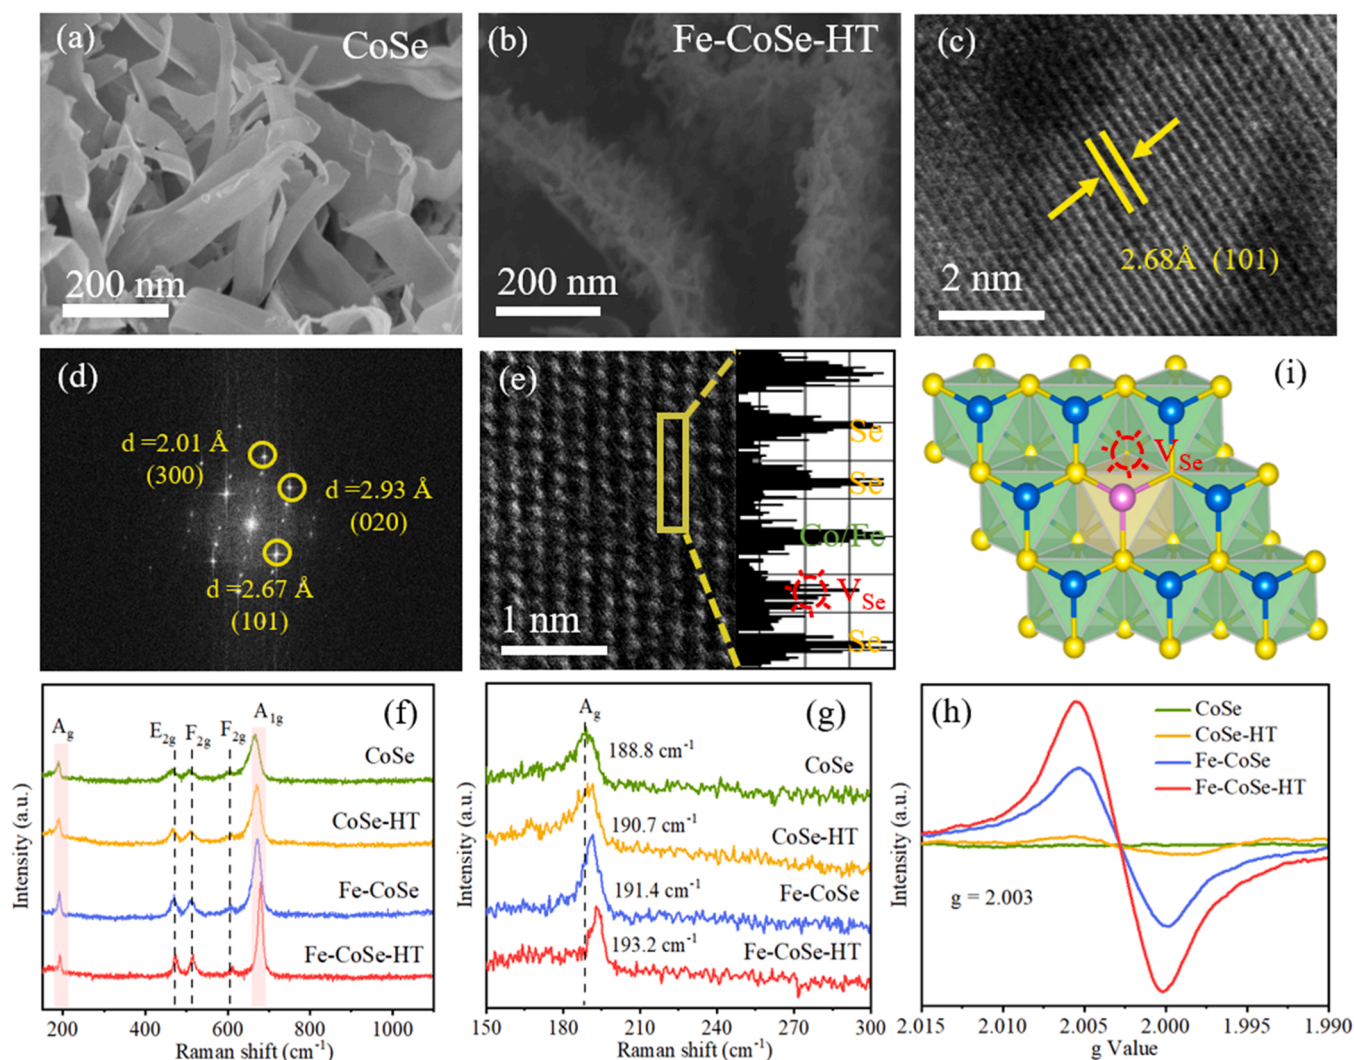 (a)
CoSe
200 nm
(b)
Fe-CoSe-HT
200 nm
(c)
2.68Å (101)
2 nm
(d)
d =2.01 Å
(300)
d =2.93 Å
(020)
d =2.67 Å
(101)
(e)
Se
Se
Co/Fe
VSe
Se
1 nm
(i)
VSe
(f)
Ag
E2g
F2g
F2g
A1g
CoSe
CoSe-HT
Fe-CoSe
Fe-CoSe-HT
Intensity (a.u.)
200 400 600 800 1000
Raman shift (cm-1)
(g)
Ag
188.8 cm-1
CoSe
190.7 cm-1
CoSe-HT
191.4 cm-1
Fe-CoSe
193.2 cm-1
Fe-CoSe-HT
Intensity (a.u.)
150 180 210 240 270 300
Raman shift (cm-1)
(h)
CoSe
CoSe-HT
Fe-CoSe
Fe-CoSe-HT
g = 2.003
Intensity (a.u.)
2.015 2.010 2.005 2.000 1.995 1.990
g Value